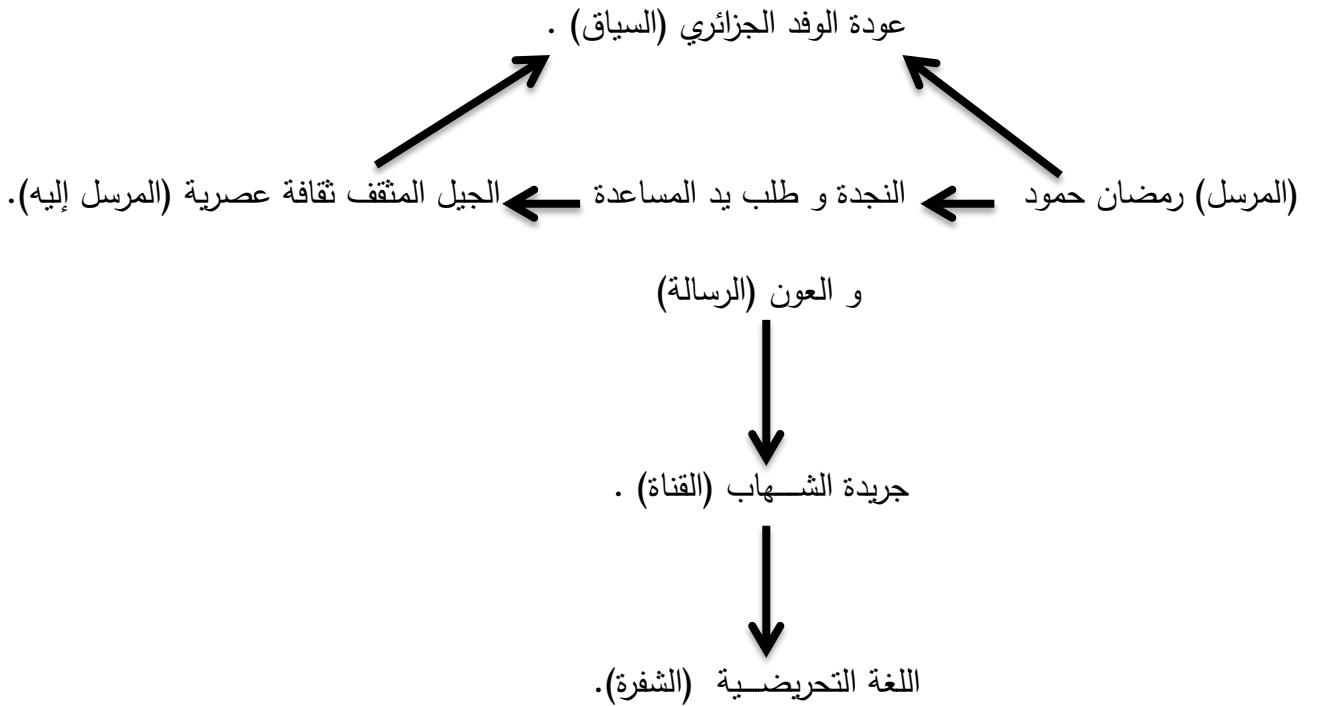 عودة الوفد الجزائري (السياق) .
(المرسل) رمضان حمود النجدة و طلب يد المساعدة الجيل المثقف ثقافة عصرية (المرسل إليه).
و العون (الرسالة)
جريدة الشـــهاب (القناة) .
اللغة التحريضـــية (الشفرة).